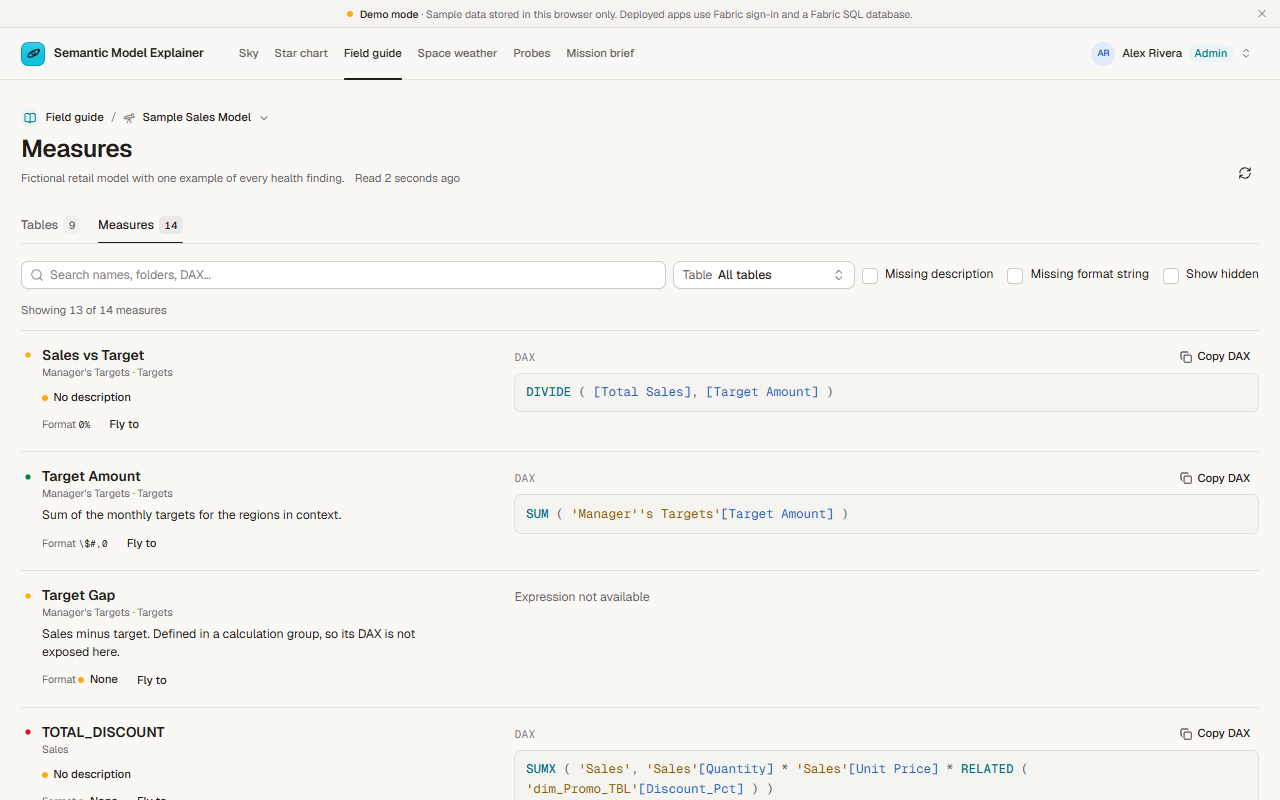 Demo mode · Sample data stored in this browser only. Deployed apps use Fabric sign-in and a Fabric SQL database.
Semantic Model Explainer
Sky
Star chart
Field guide
Space weather
Probes
Mission brief
AR
Alex Rivera
Admin
Field guide / Sample Sales Model
Measures
Fictional retail model with one example of every health finding. Read 2 seconds ago
Tables 9
Measures 14
Search names, folders, DAX…
Table All tables
Missing description
Missing format string
Show hidden
Showing 13 of 14 measures
Sales vs Target
Manager's Targets · Targets
No description
Format 0% Fly to
DAX
Copy DAX
DIVIDE ( [Total Sales], [Target Amount] )
Target Amount
Manager's Targets · Targets
Sum of the monthly targets for the regions in context.
Format \$#,0 Fly to
DAX
Copy DAX
SUM ( 'Manager''s Targets'[Target Amount] )
Target Gap
Manager's Targets · Targets
Sales minus target. Defined in a calculation group, so its DAX is not
exposed here.
Format None Fly to
Expression not available
TOTAL_DISCOUNT
Sales
No description
Format None Fly to
DAX
Copy DAX
SUMX ( 'Sales', 'Sales'[Quantity] * 'Sales'[Unit Price] * RELATED (
'dim_Promo_TBL'[Discount_Pct] ) )